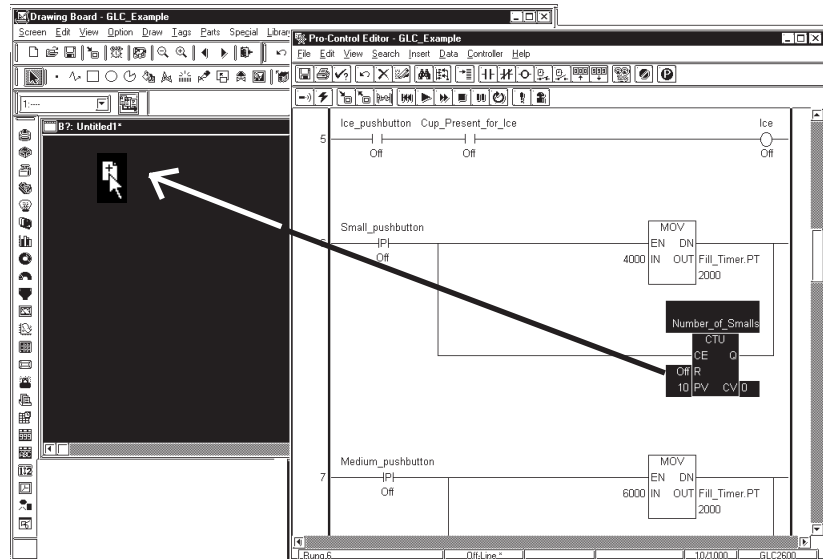 Drawing Board - GLC_Example
Screen Edit View Option Draw Tags Parts Special Librar
1:----
B?: Untitled1*
Pro-Control Editor - GLC_Example
File Edit View Search Insert Data Controller Help
Ice_pushbutton Cup_Present_for_Ice Ice
5
Off Off Off
Small_pushbutton MOV
P EN DN
Off 4000 IN OUT Fill_Timer.PT
2000
Number_of_Smalls
CTU
CE Q
Off R
10 PV CV 0
Medium_pushbutton MOV
7 P EN DN
Off 6000 IN OUT Fill_Timer.PT
2000
Rung 6 Off-Line * 10/1000 GLC2600